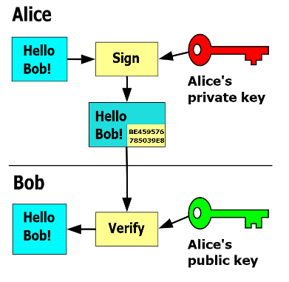 Alice
Hello
Bob!
Sign
Alice's
private key
Hello
Bob!
BE459576
785039E8
Bob
Hello
Bob!
Verify
Alice's
public key